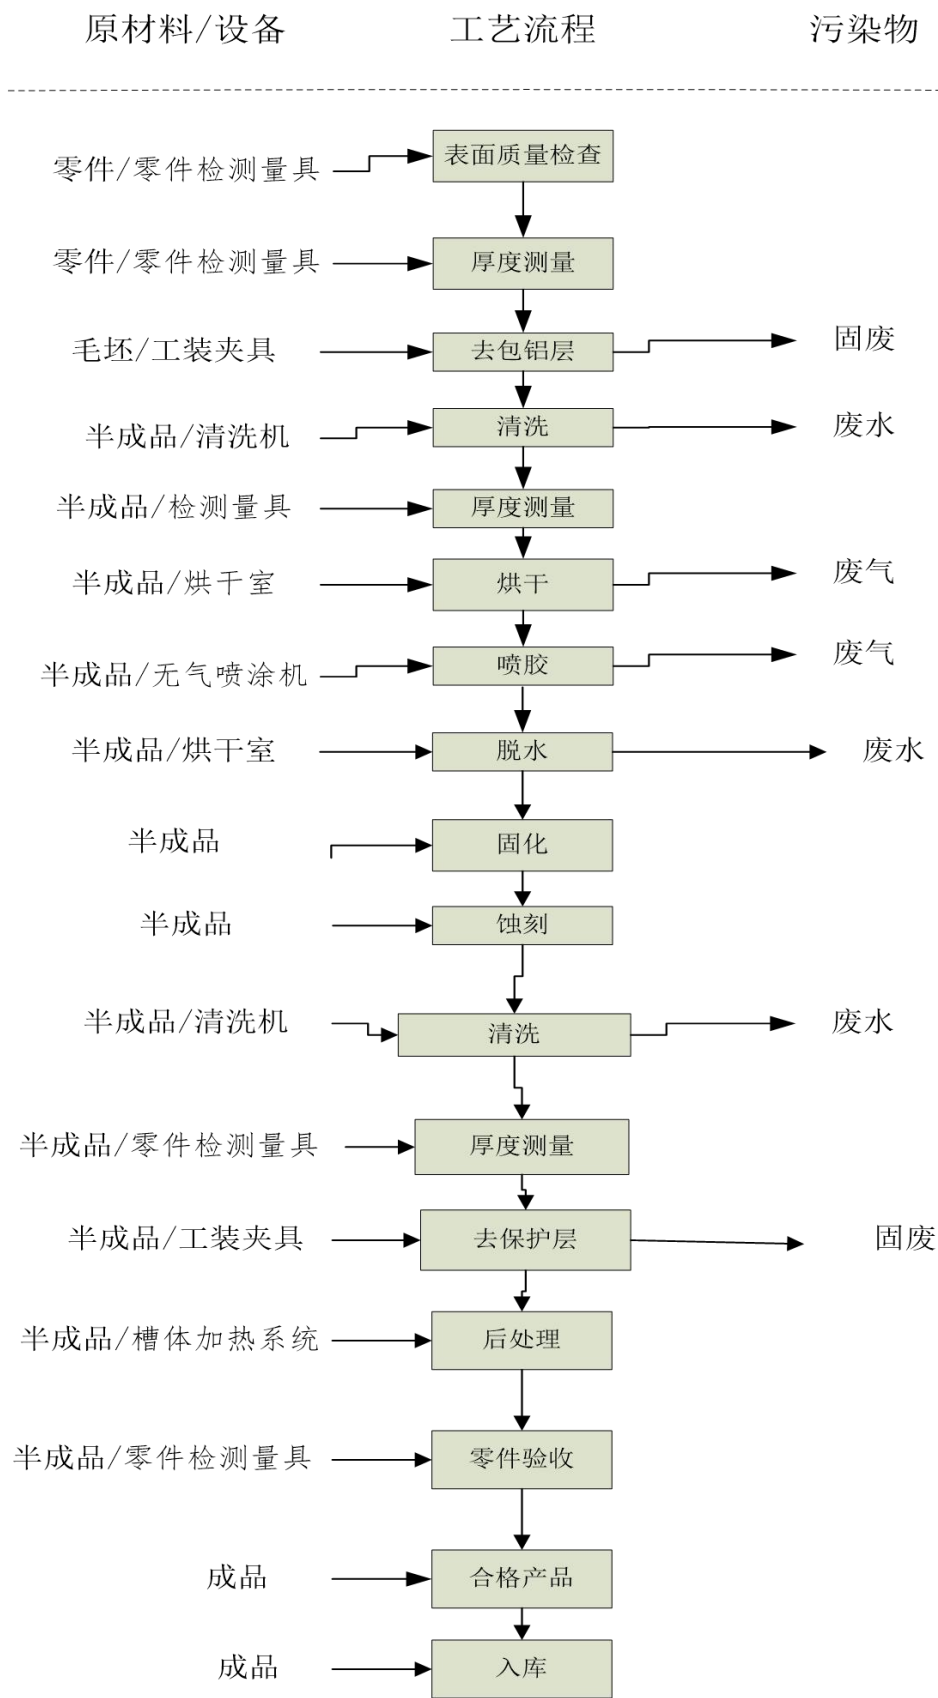 原材料/设备 工艺流程 污染物
零件/零件检测量具 表面质量检查
零件/零件检测量具 厚度测量
毛坯/工装夹具 去包铝层 固废
半成品/清洗机 清洗 废水
半成品/检测量具 厚度测量
半成品/烘干室 烘干 废气
半成品/无气喷涂机 喷胶 废气
半成品/烘干室 脱水 废水
半成品 固化
半成品 蚀刻
半成品/清洗机 清洗 废水
半成品/零件检测量具 厚度测量
半成品/工装夹具 去保护层 固废
半成品/槽体加热系统 后处理
半成品/零件检测量具 零件验收
成品 合格产品
成品 入库